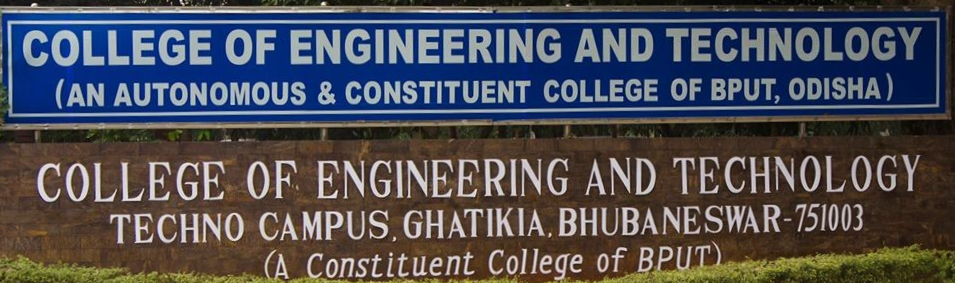 COLLEGE OF ENGINEERING AND TECHNOLOGY
(AN AUTONOMOUS & CONSTITUENT COLLEGE OF BPUT, ODISHA)
COLLEGE OF ENGINEERING AND TECHNOLOGY
TECHNO CAMPUS, GHATIKIA, BHUBANESWAR-751003
(A Constituent College of BPUT)